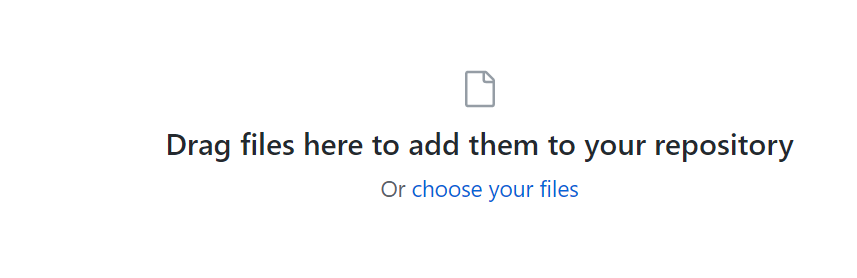 Drag files here to add them to your repository
Or choose your files